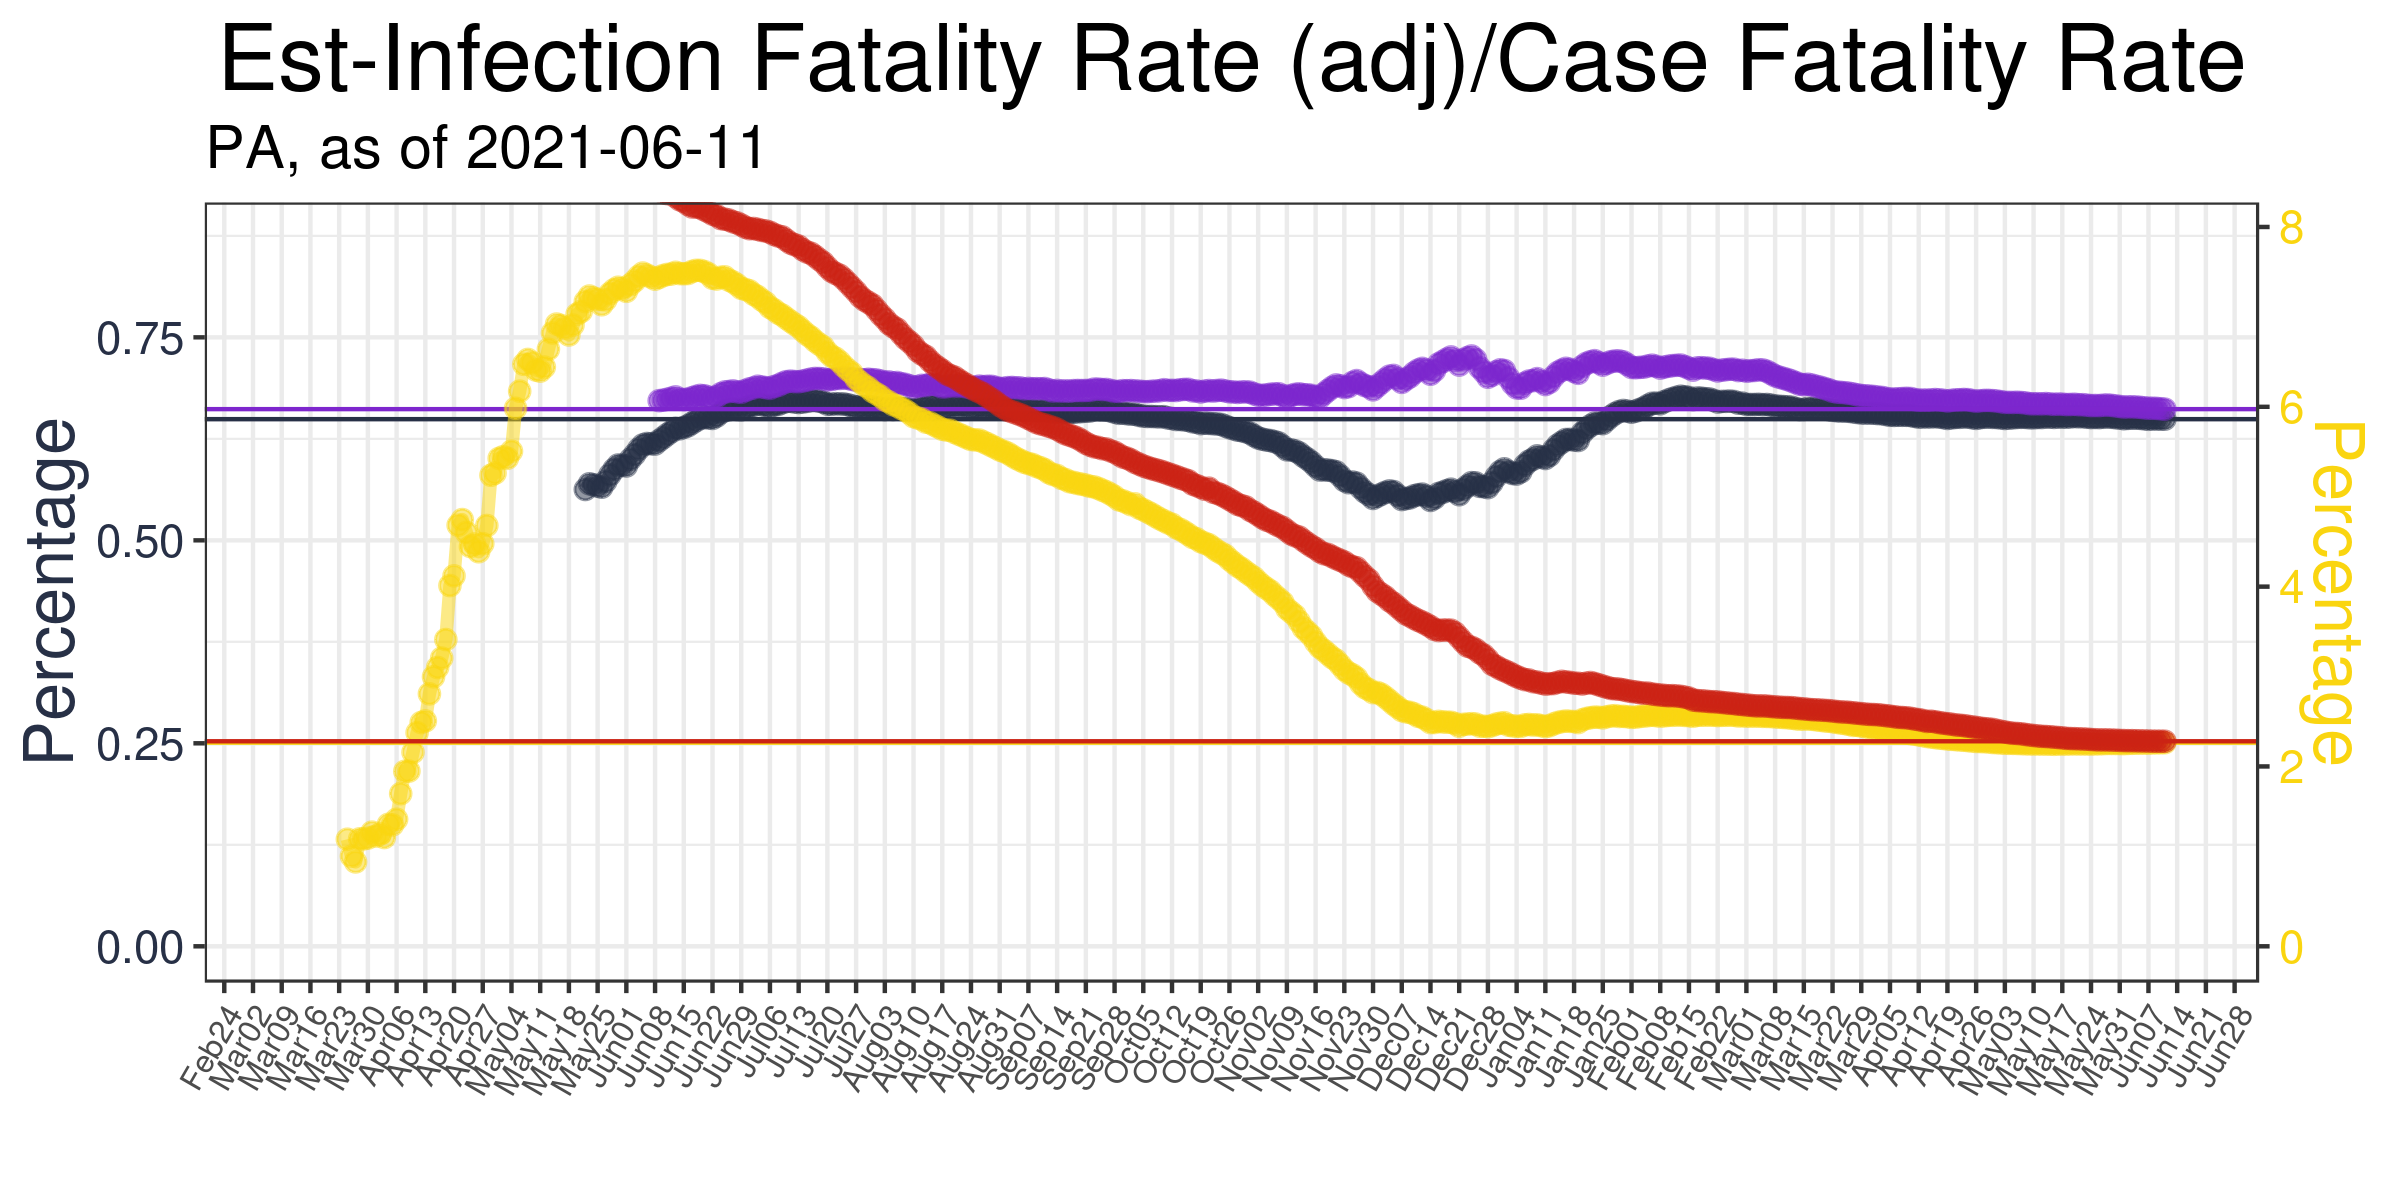 Est-Infection Fatality Rate (adj)/Case Fatality Rate
PA, as of 2021-06-11
Percentage
0.75
0.50
0.25
0.00
8
6
4
2
0
Percentage
Feb24
Mar02
Mar09
Mar16
Mar23
Mar30
Apr06
Apr13
Apr20
Apr27
May04
May11
May18
May25
Jun01
Jun08
Jun15
Jun22
Jun29
Jul06
Jul13
Jul20
Jul27
Aug03
Aug10
Aug17
Aug24
Aug31
Sep07
Sep14
Sep21
Sep28
Oct05
Oct12
Oct19
Oct26
Nov02
Nov09
Nov16
Nov23
Nov30
Dec07
Dec14
Dec21
Dec28
Jan04
Jan11
Jan18
Jan25
Feb01
Feb08
Feb15
Feb22
Mar01
Mar08
Mar15
Mar22
Mar29
Apr05
Apr12
Apr19
Apr26
May03
May10
May17
May24
May31
Jun07
Jun14
Jun21
Jun28